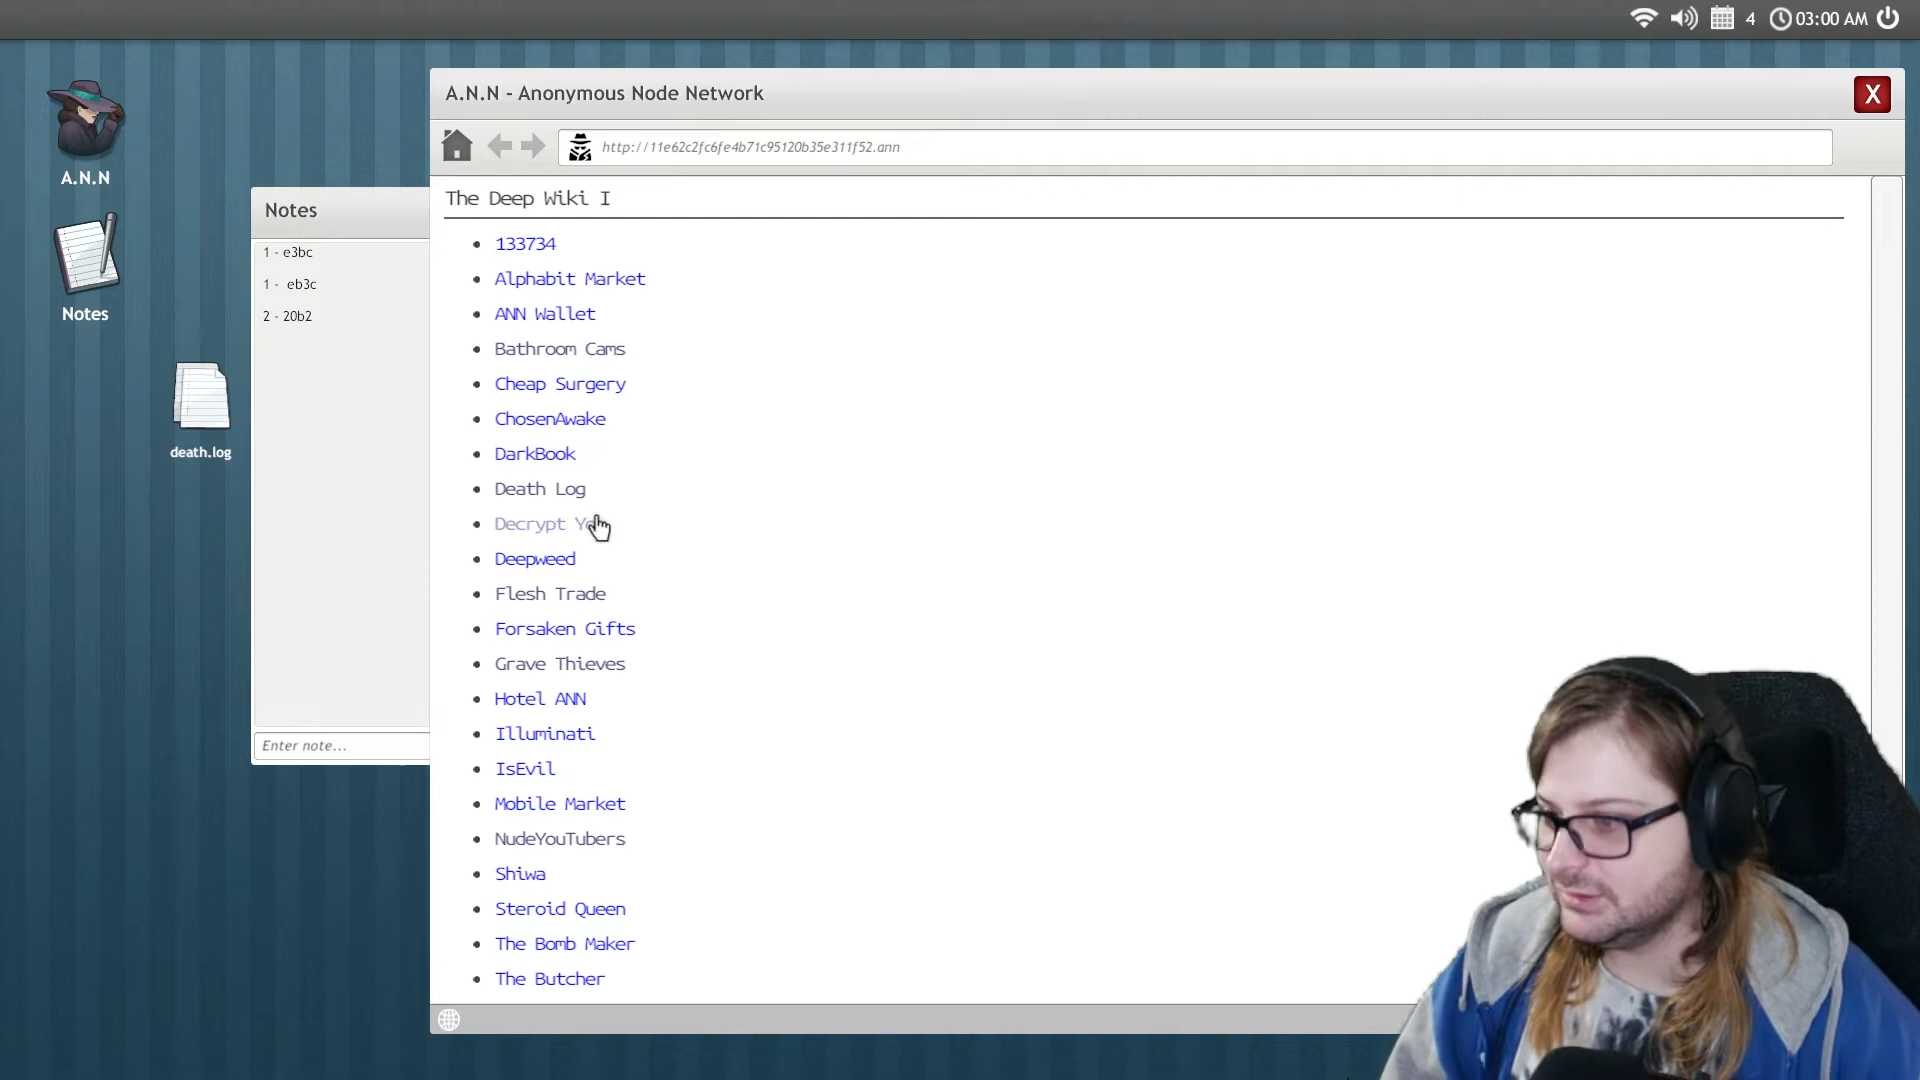 4 03:00 AM
A.N.N
Notes
death.log
Notes
1 - e3bc
1 - eb3c
2 - 20b2
Enter note...
A.N.N - Anonymous Node Network
X
http://11e62c2fc6fe4b71c95120b35e311f52.ann
The Deep Wiki I
133734
Alphabit Market
ANN Wallet
Bathroom Cams
Cheap Surgery
ChosenAwake
DarkBook
Death Log
Decrypt
Deepweed
Flesh Trade
Forsaken Gifts
Grave Thieves
Hotel ANN
Illuminati
IsEvil
Mobile Market
NudeYouTubers
Shiwa
Steroid Queen
The Bomb Maker
The Butcher